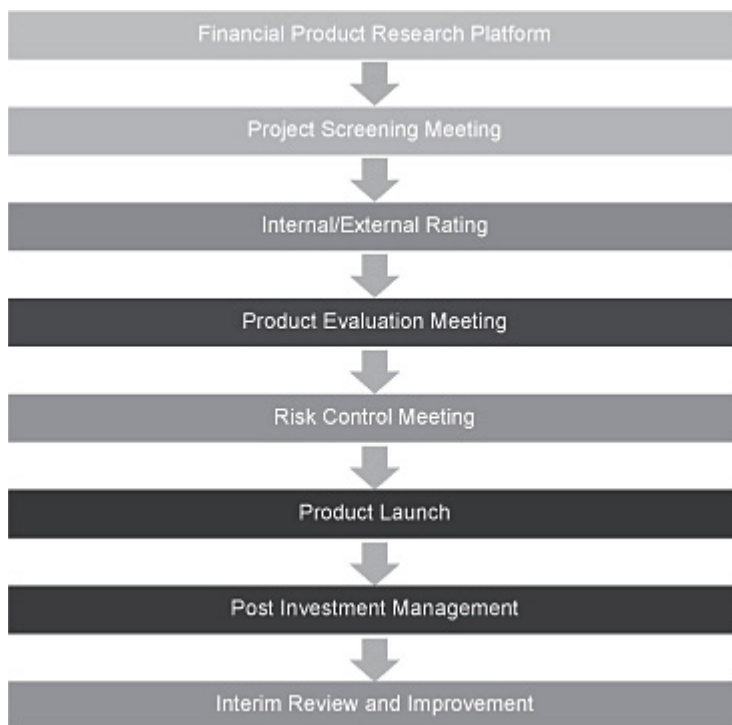 Financial Product Research Platform
Project Screening Meeting
Internal/External Rating
Product Evaluation Meeting
Risk Control Meeting
Product Launch
Post Investment Management
Interim Review and Improvement